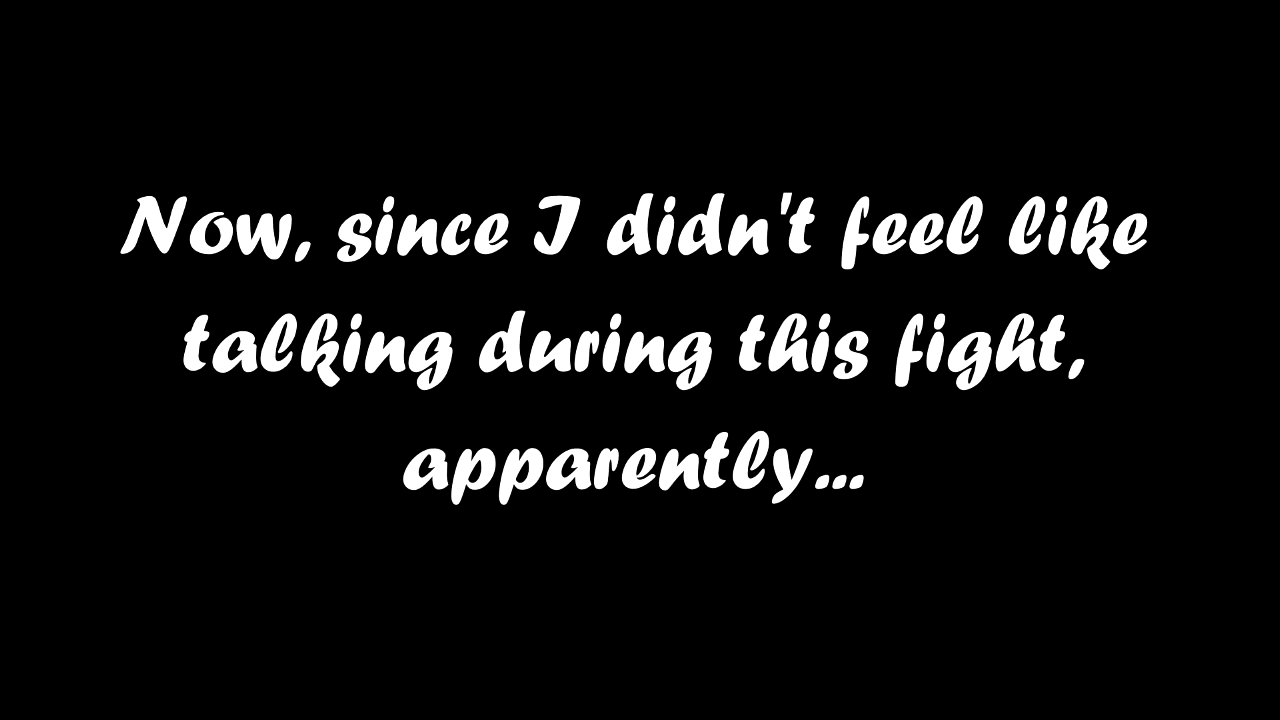 Now, since I didn't feel like
talking during this fight,
apparently...